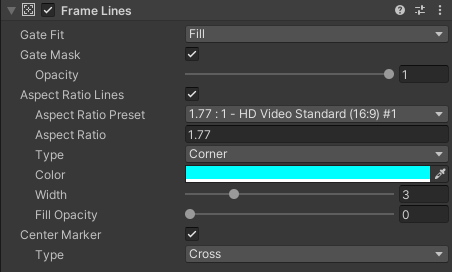 Frame Lines
Gate Fit Fill
Gate Mask
Opacity 1
Aspect Ratio Lines
Aspect Ratio Preset 1.77 : 1 - HD Video Standard (16:9) #1
Aspect Ratio 1.77
Type Corner
Color
Width 3
Fill Opacity 0
Center Marker
Type Cross